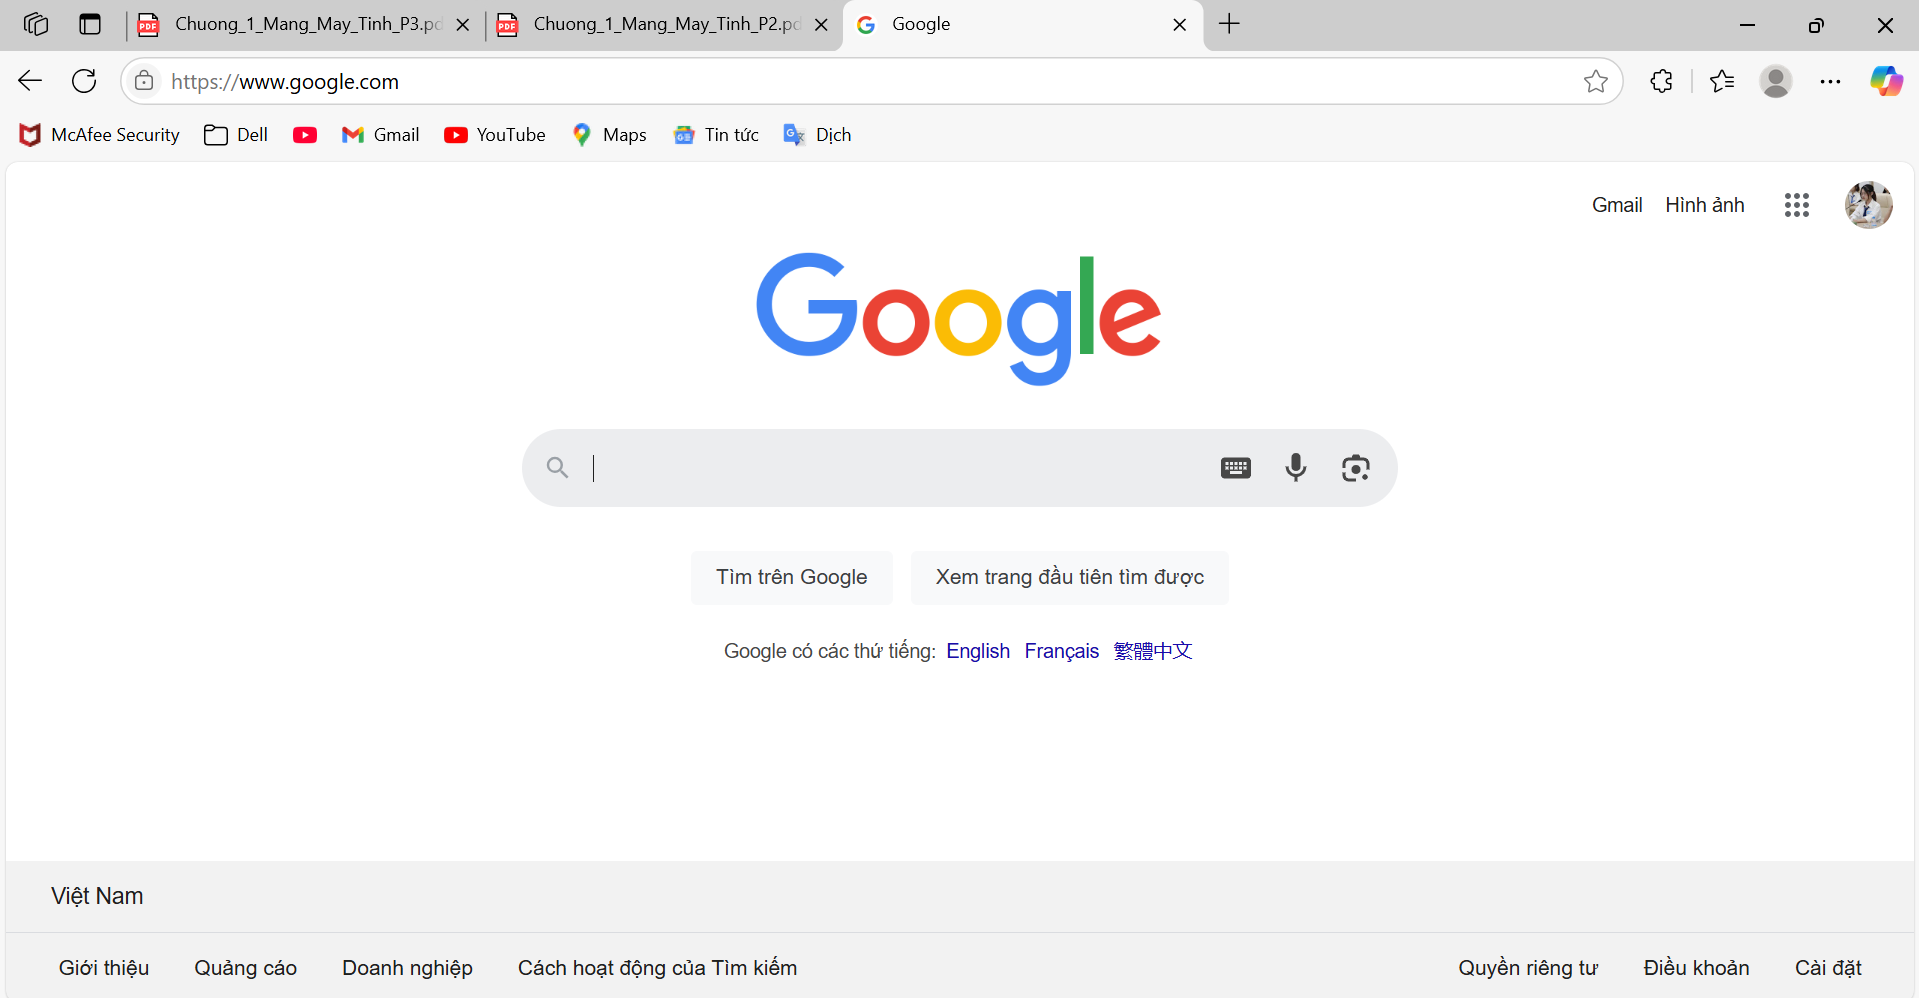 Chuong_1_Mang_May_Tinh_P3.pd
Chuong_1_Mang_May_Tinh_P2.pd
Google
https://www.google.com
McAfee Security Dell Gmail YouTube Maps Tin tức Dịch
Gmail Hình ảnh
Google
Tìm trên Google Xem trang đầu tiên tìm được
Google có các thứ tiếng: English Français 繁體中文
Việt Nam
Giới thiệu Quảng cáo Doanh nghiệp Cách hoạt động của Tìm kiếm Quyền riêng tư Điều khoản Cài đặt